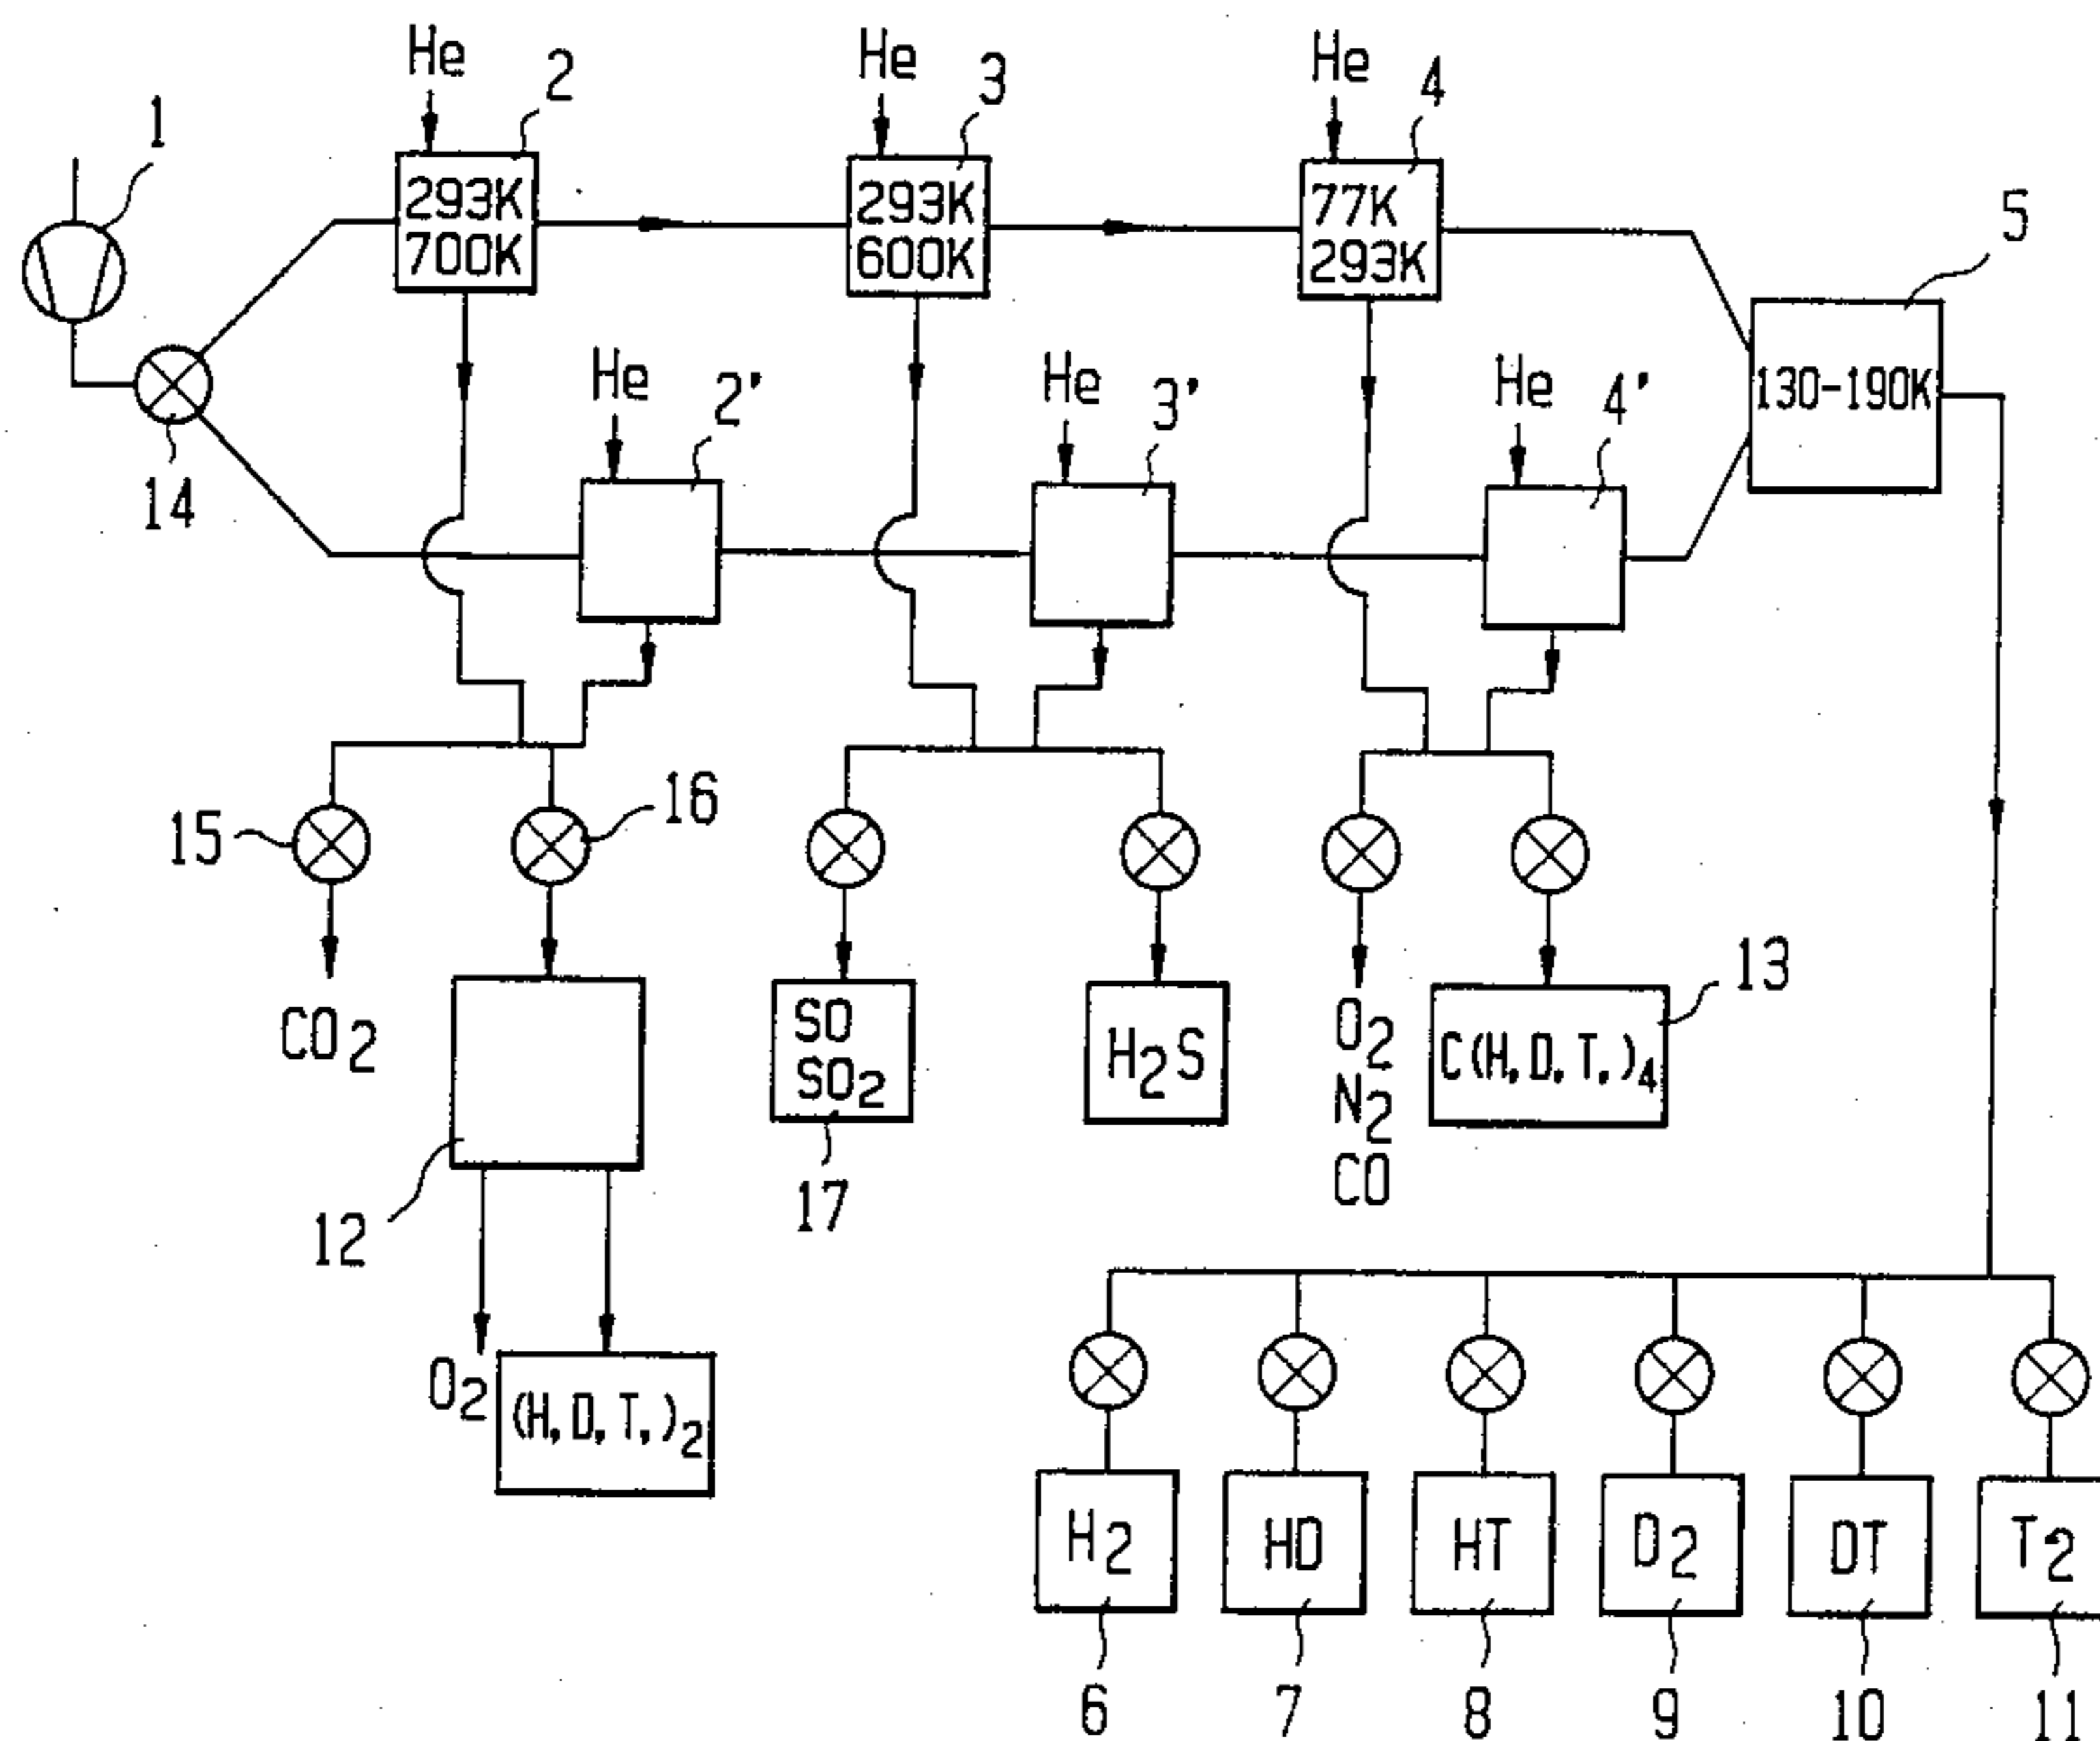 He
2
He
3
He
4
1
293K
700K
293K
600K
77K
293K
5
He
2'
He
3'
He
4'
130-190K
14
15
16
CO2
SO
SO2
H2S
O2
N2
CO
C(H,D,T,)4
13
12
17
O2
(H,D,T,)2
H2
HD
HT
D2
DT
T2
6
7
8
9
10
11